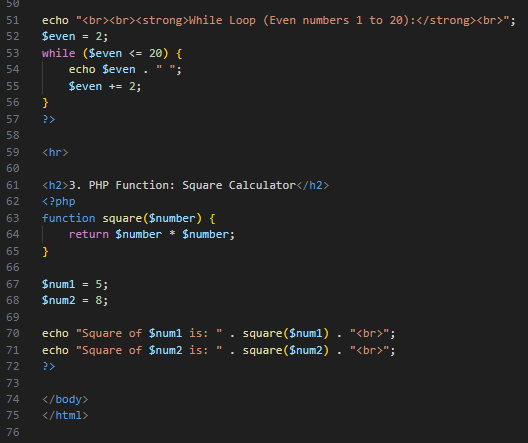 50
51 echo "<br><br><strong>While Loop (Even numbers 1 to 20):</strong><br>";
52 $even = 2;
53 while ($even <= 20) {
54     echo $even . " ";
55     $even += 2;
56 }
57 ?>
58
59 <hr>
60
61 <h2>3. PHP Function: Square Calculator</h2>
62 <?php
63 function square($number) {
64     return $number * $number;
65 }
66
67 $num1 = 5;
68 $num2 = 8;
69
70 echo "Square of $num1 is: " . square($num1) . "<br>";
71 echo "Square of $num2 is: " . square($num2) . "<br>";
72 ?>
73
74 </body>
75 </html>
76